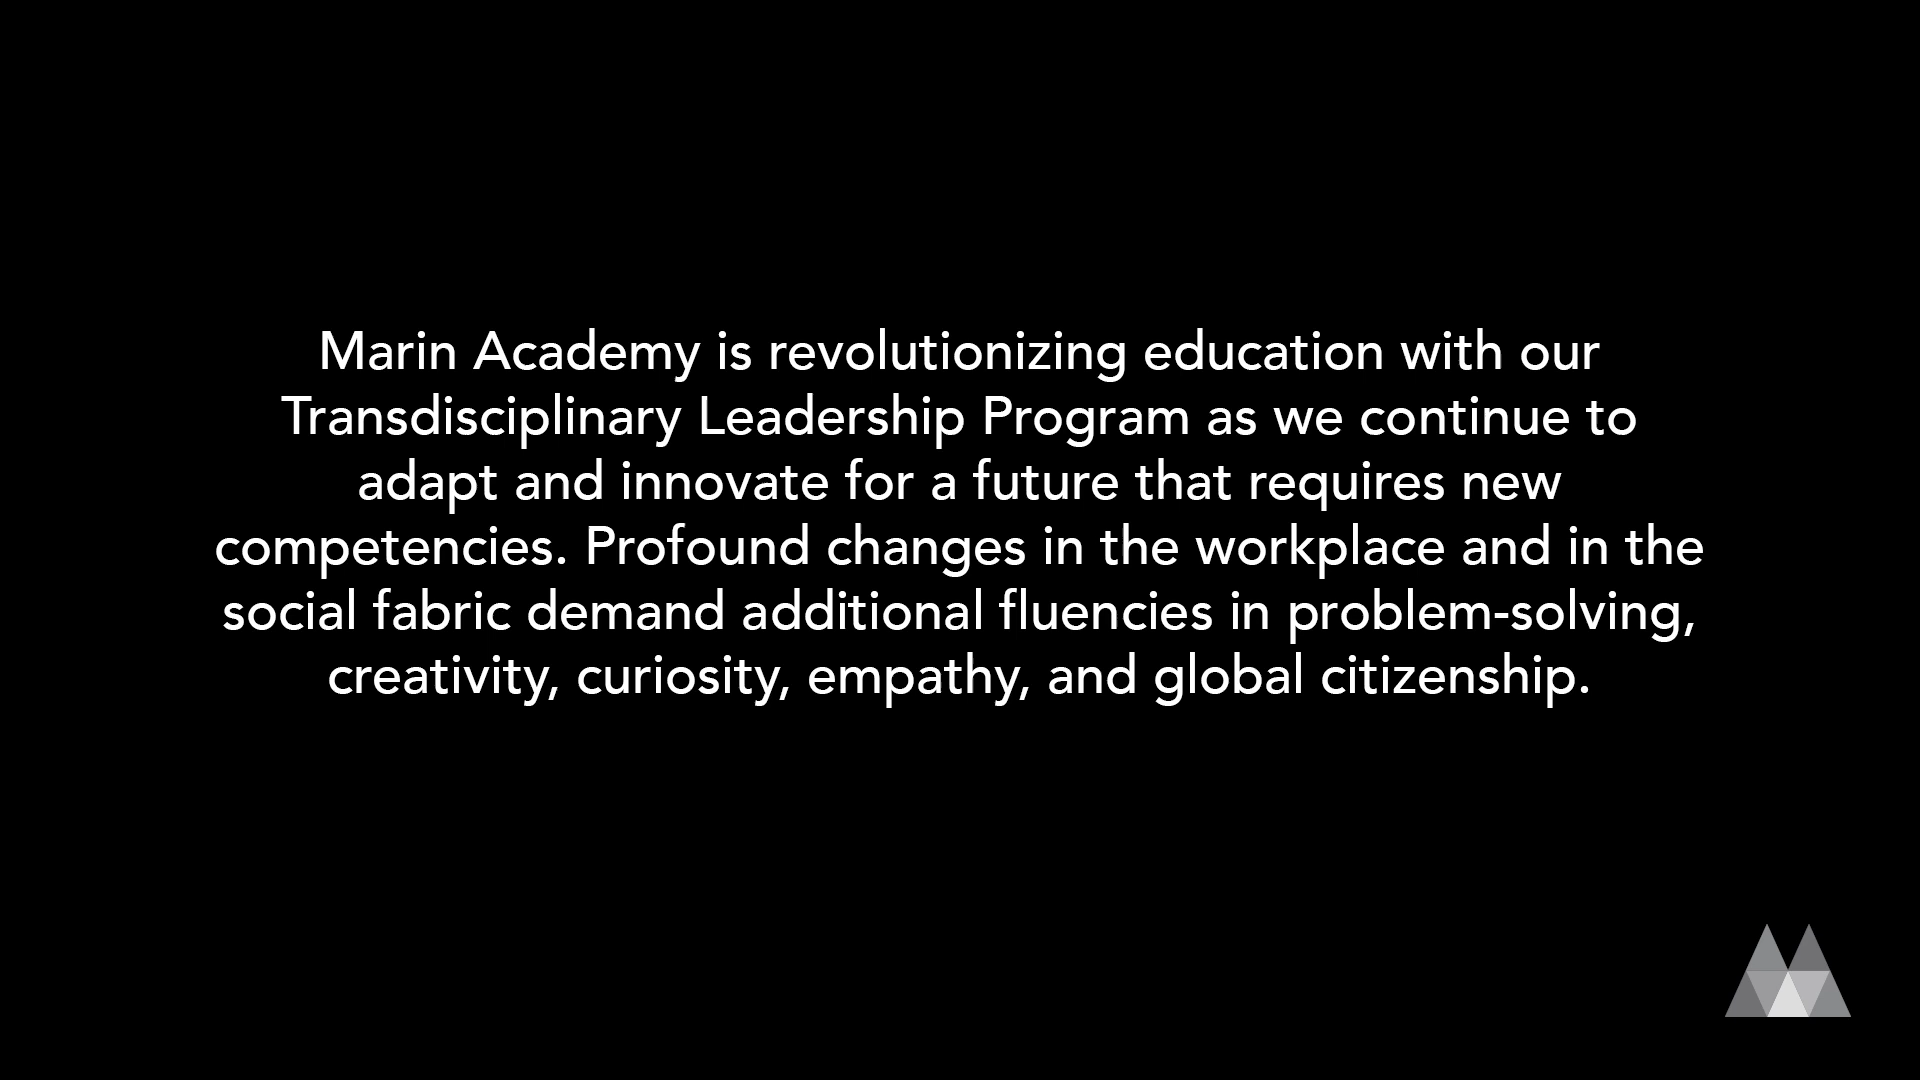 Marin Academy is revolutionizing education with our
Transdisciplinary Leadership Program as we continue to
adapt and innovate for a future that requires new
competencies. Profound changes in the workplace and in the
social fabric demand additional fluencies in problem-solving,
creativity, curiosity, empathy, and global citizenship.